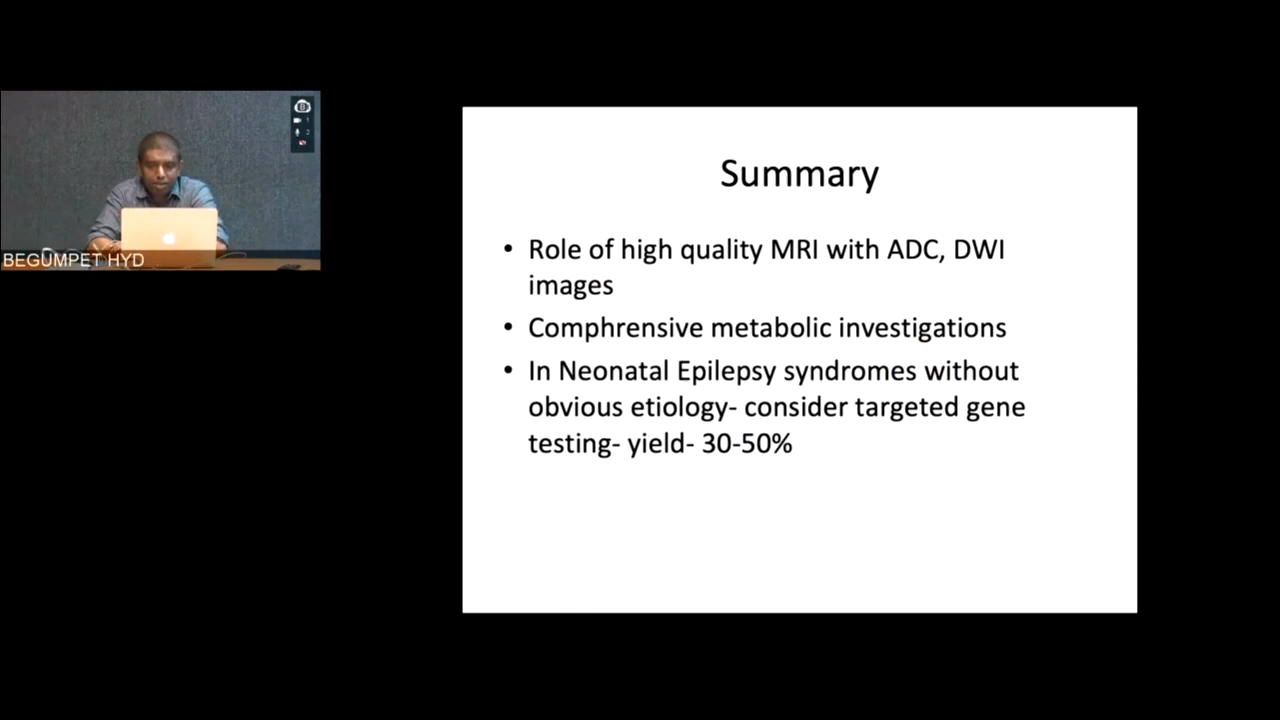 BEGUMPET HYD
Summary
• Role of high quality MRI with ADC, DWI
images
• Comphrensive metabolic investigations
• In Neonatal Epilepsy syndromes without
obvious etiology- consider targeted gene
testing- yield- 30-50%